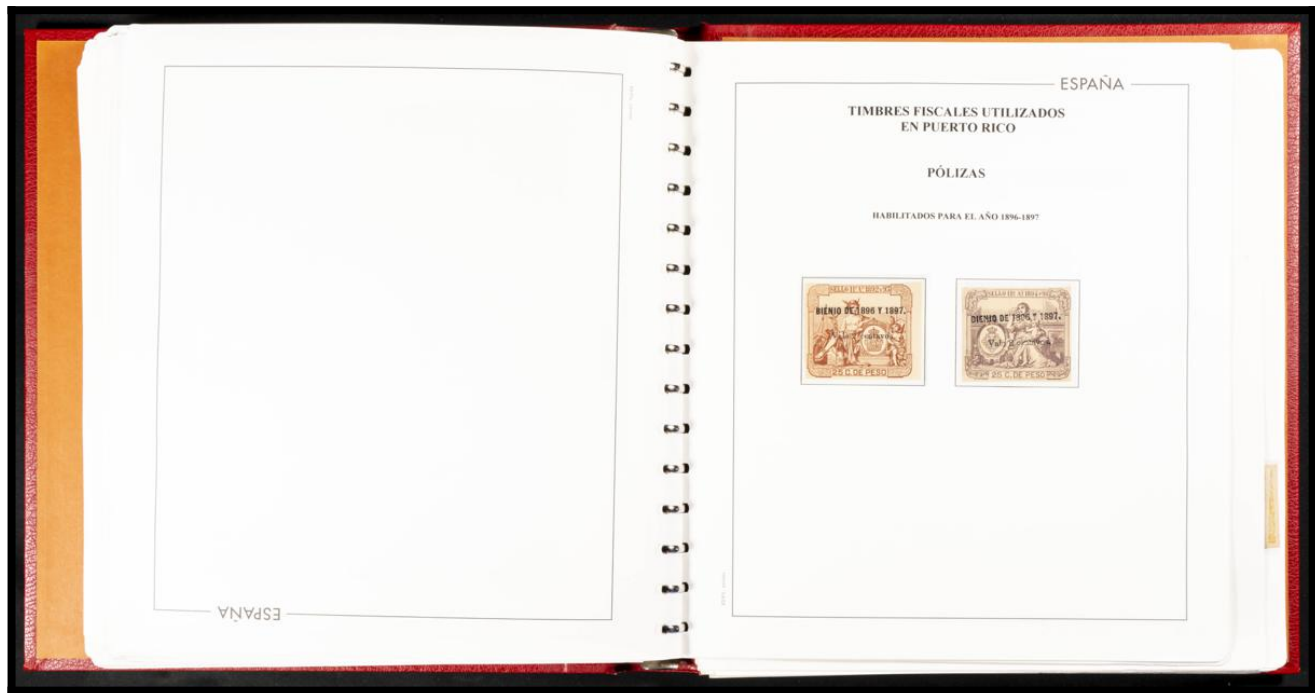 ESPAÑA
ESPAÑA
TIMBRES FISCALES UTILIZADOS
EN PUERTO RICO
PÓLIZAS
HABILITADOS PARA EL AÑO 1896-1897
BIENIO DE 1896 Y 1897.
25 C. DE PESO
BIENIO DE 1896 Y 1897.
25 C. DE PESO